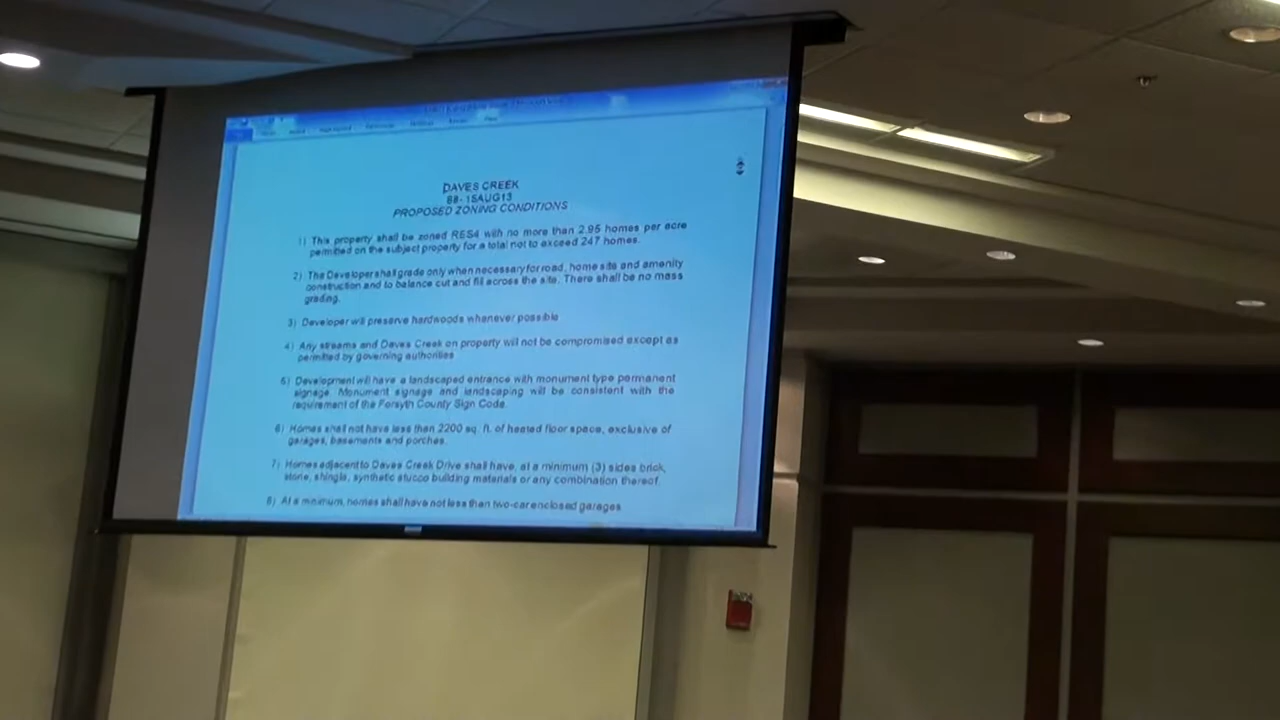 DAVES CREEK
BB- 15AUG13
PROPOSED ZONING CONDITIONS
1) This property shall be zoned RES4 with no more than 2.95 homes per acre
permitted on the subject property for a total not to exceed 247 homes.
2) The Developer shall grade only when necessary for road, home site and amenity
construction and to balance cut and fill across the site. There shall be no mass
grading.
3) Developer will preserve hardwoods whenever possible
4) Any streams and Daves Creek on property will not be compromised except as
permitted by governing authorities
5) Development will have a landscaped entrance with monument type permanent
signage. Monument signage and landscaping will be consistent with the
requirement of the Forsyth County Sign Code.
6) Homes shall not have less than 2200 sq. ft. of heated floor space, exclusive of
garages, basements and porches.
7) Homes adjacent to Daves Creek Drive shall have, at a minimum (3) sides brick,
stone, shingle, synthetic stucco building materials or any combination thereof.
8) At a minimum, homes shall have not less than two-car enclosed garages